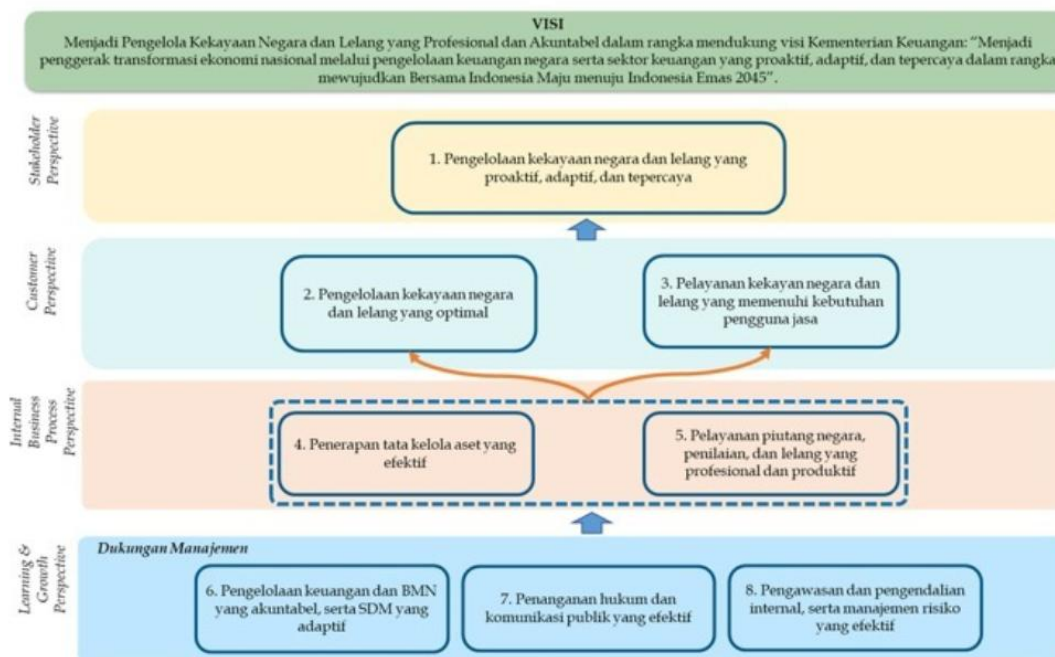 VISI
Menjadi Pengelola Kekayaan Negara dan Lelang yang Profesional dan Akuntabel dalam rangka mendukung visi Kementerian Keuangan: “Menjadi
penggerak transformasi ekonomi nasional melalui pengelolaan keuangan negara serta sektor keuangan yang proaktif, adaptif, dan tepercaya dalam rangka
mewujudkan Bersama Indonesia Maju menuju Indonesia Emas 2045”.
Stakeholder
Perspective
1. Pengelolaan kekayaan negara dan lelang yang
proaktif, adaptif, dan tepercaya
Customer
Perspective
2. Pengelolaan kekayaan negara
dan lelang yang optimal
3. Pelayanan kekayan negara dan
lelang yang memenuhi kebutuhan
pengguna jasa
Internal
Business
Process
Perspective
4. Penerapan tata kelola aset yang
efektif
5. Pelayanan piutang negara,
penilaian, dan lelang yang
profesional dan produktif
Learning &
Growth
Perspective
Dukungan Manajemen
6. Pengelolaan keuangan dan BMN
yang akuntabel, serta SDM yang
adaptif
7. Penanganan hukum dan
komunikasi publik yang efektif
8. Pengawasan dan pengendalian
internal, serta manajemen risiko
yang efektif